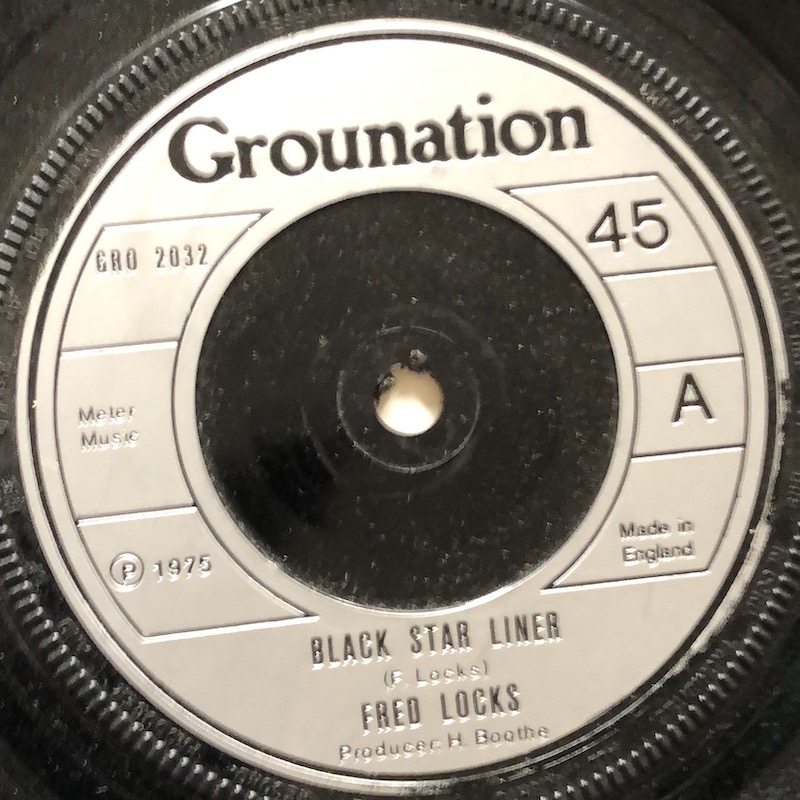 Grounation
GRO 2032
45
Meter
Music
A
℗ 1975
Made in
England
BLACK STAR LINER
(F. Locks)
FRED LOCKS
Producer: H. Boothe